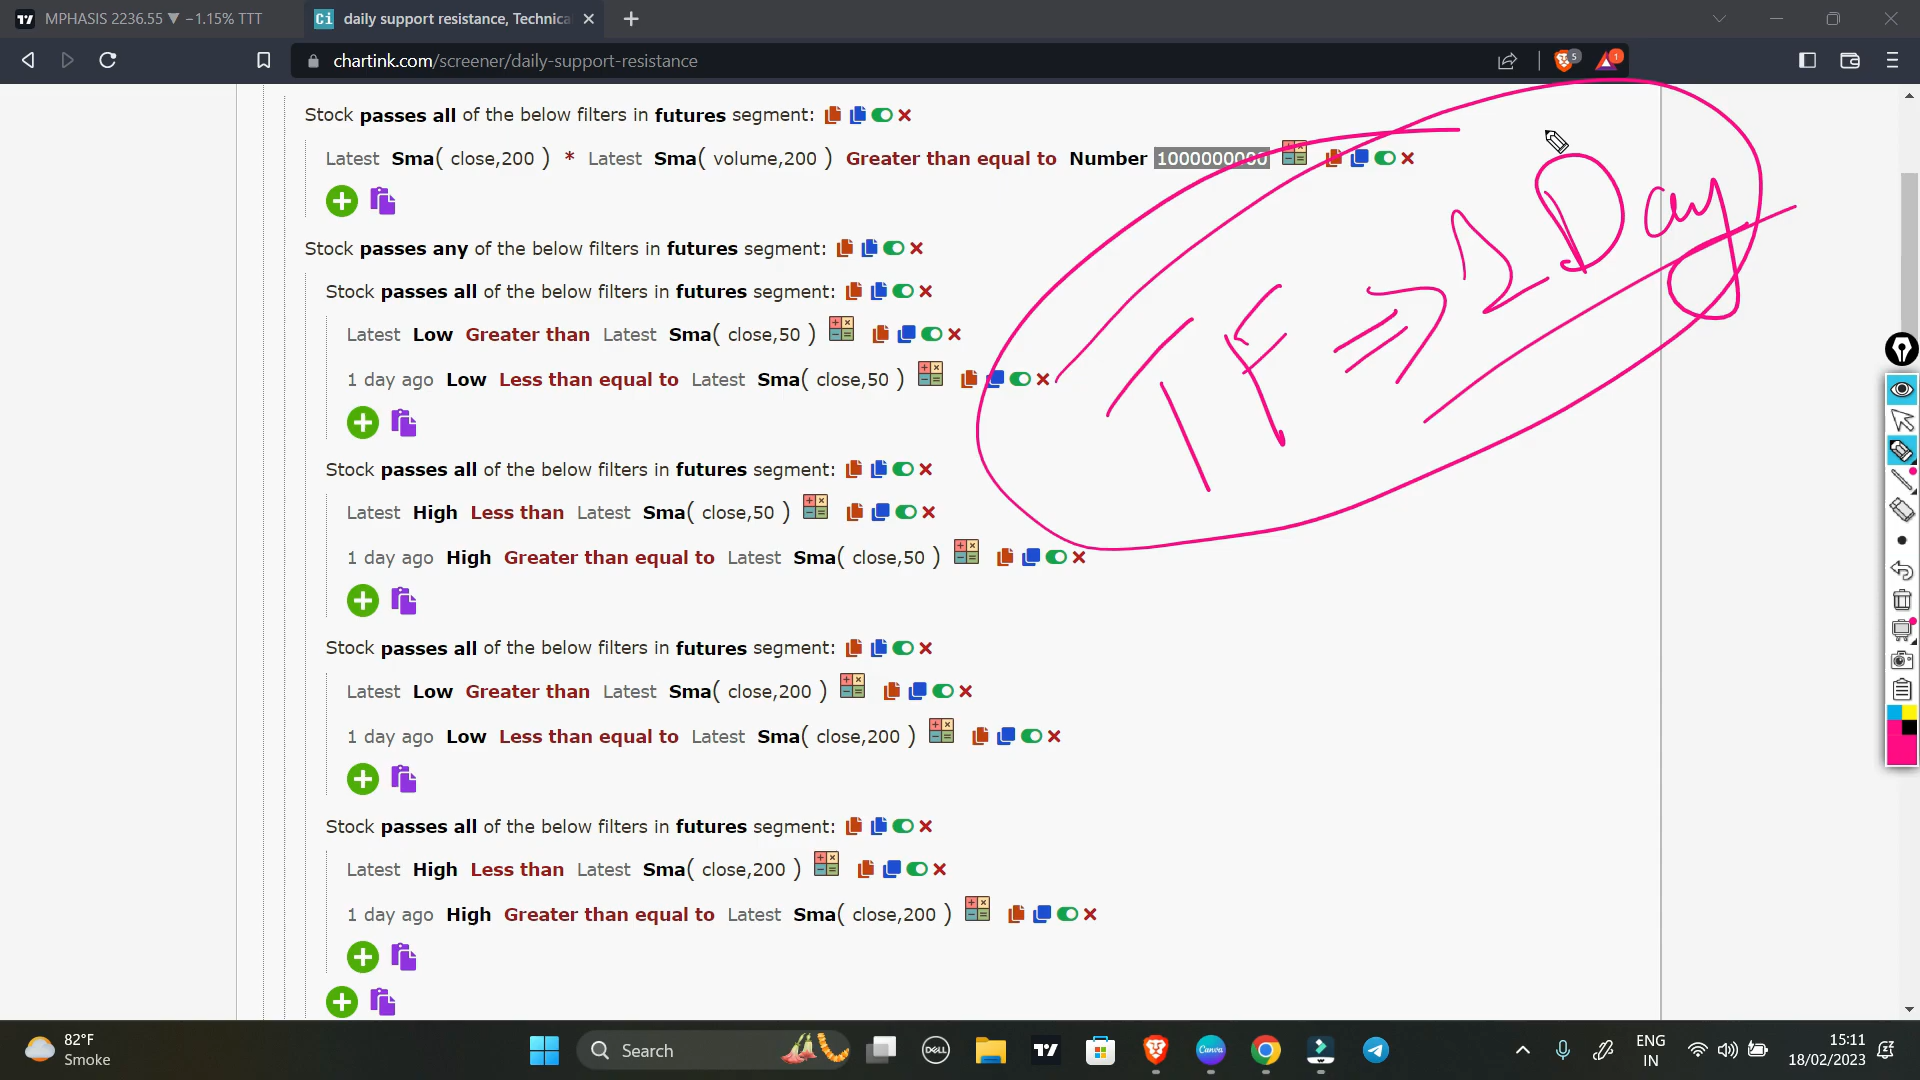 MPHASIS 2236.55 ▼ −1.15% TTT
daily support resistance, Technica
chartink.com/screener/daily-support-resistance
5
1
Stock passes all of the below filters in futures segment:
Latest Sma( close,200 ) * Latest Sma( volume,200 ) Greater than equal to Number 1000000000
Stock passes any of the below filters in futures segment:
Stock passes all of the below filters in futures segment:
Latest Low Greater than Latest Sma( close,50 )
1 day ago Low Less than equal to Latest Sma( close,50 )
TF ⇒ 1 Day
Stock passes all of the below filters in futures segment:
Latest High Less than Latest Sma( close,50 )
1 day ago High Greater than equal to Latest Sma( close,50 )
Stock passes all of the below filters in futures segment:
Latest Low Greater than Latest Sma( close,200 )
1 day ago Low Less than equal to Latest Sma( close,200 )
Stock passes all of the below filters in futures segment:
Latest High Less than Latest Sma( close,200 )
1 day ago High Greater than equal to Latest Sma( close,200 )
82°F
Smoke
Search
DELL
Canva
ENG
IN
15:11
18/02/2023